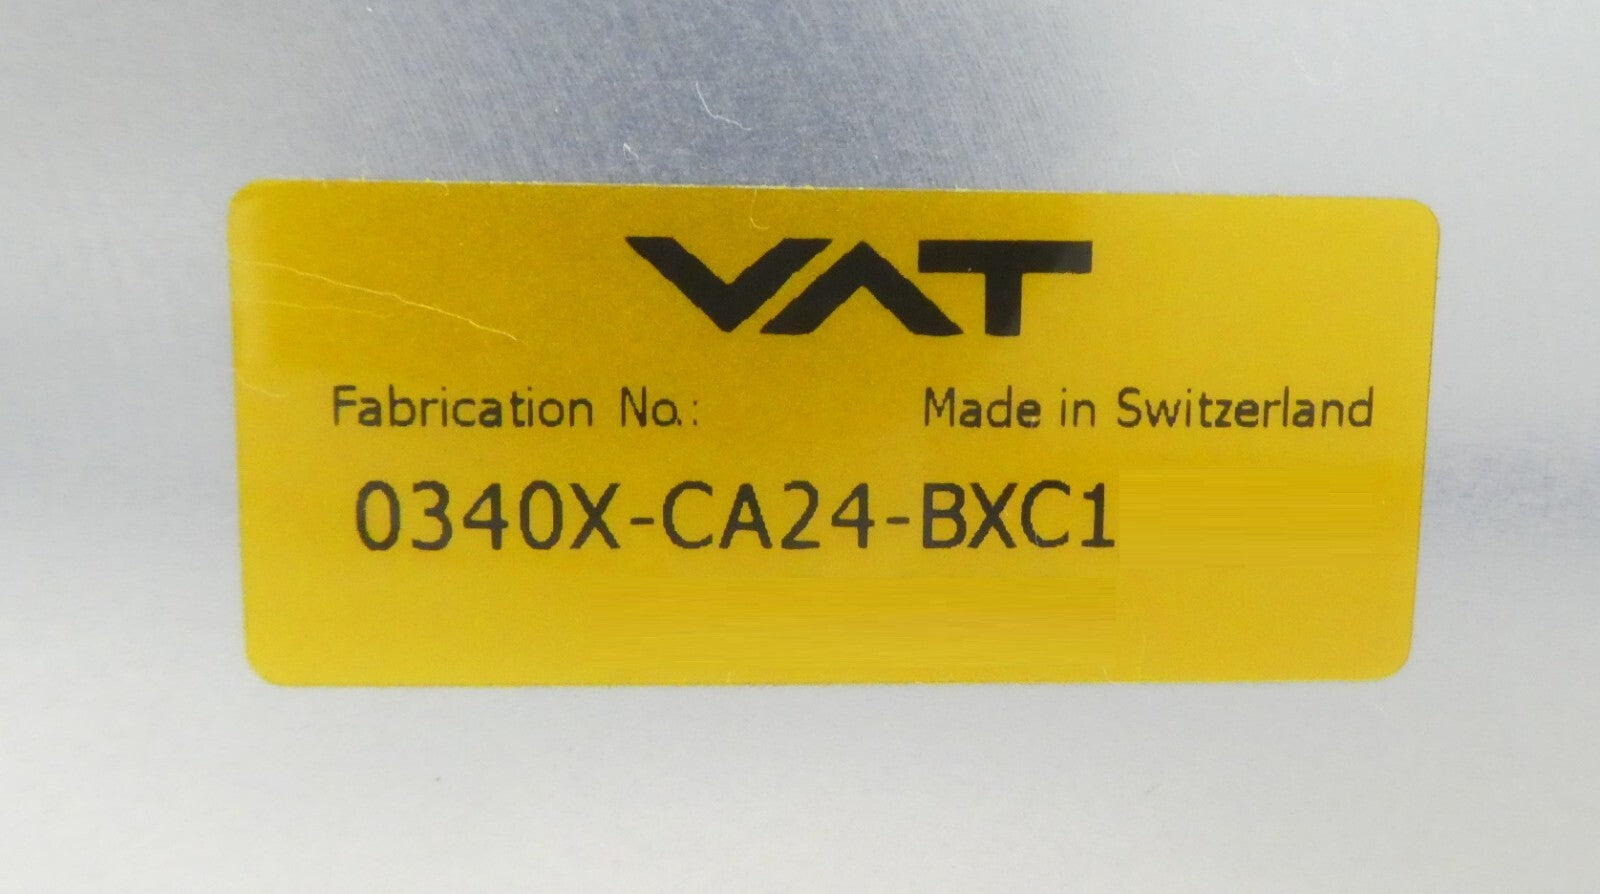 VAT
Fabrication No.: Made in Switzerland
0340X-CA24-BXC1